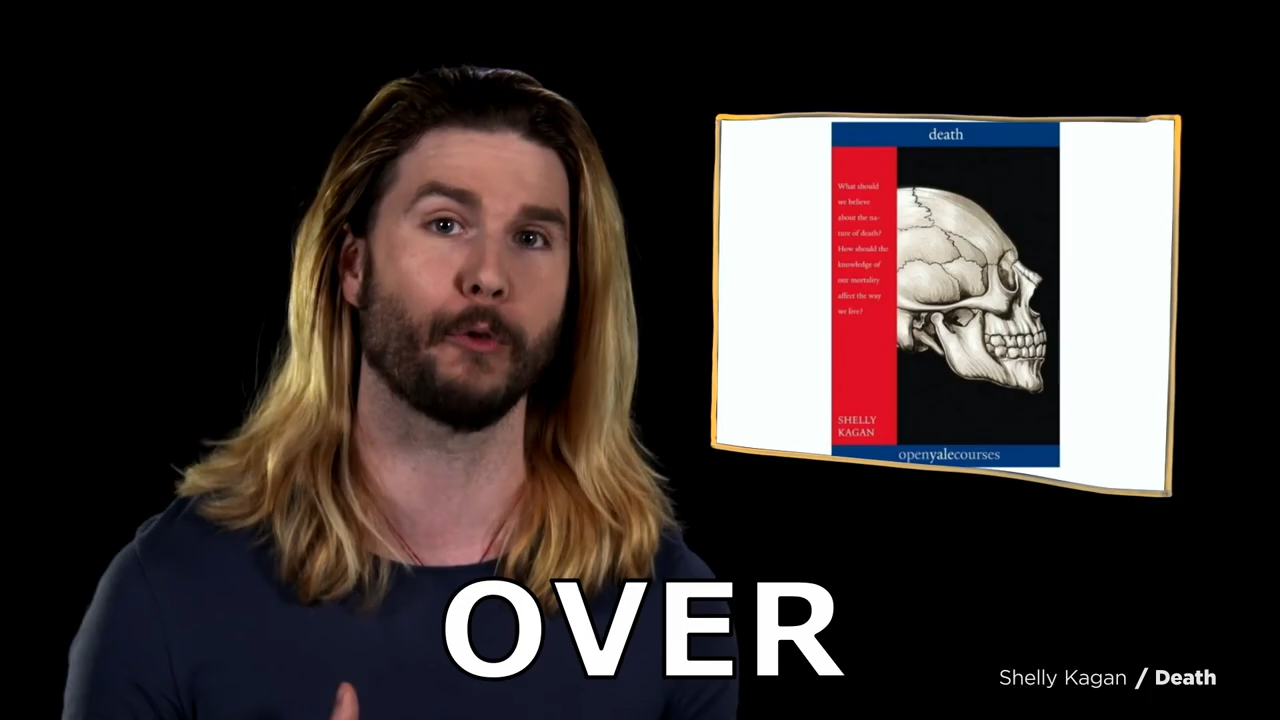 death
What should
we believe
about the na-
ture of death?
How should the
knowledge of
our mortality
affect the way
we live?
SHELLY
KAGAN
openyalecourses
OVER
Shelly Kagan / Death